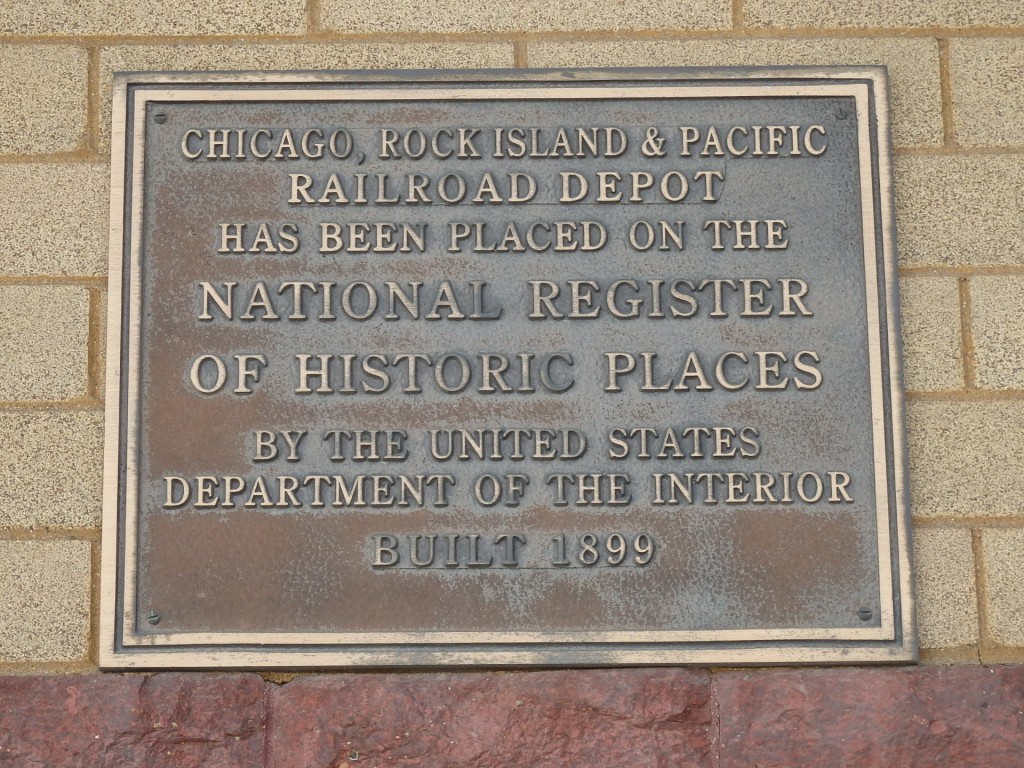 CHICAGO, ROCK ISLAND & PACIFIC
RAILROAD DEPOT
HAS BEEN PLACED ON THE
NATIONAL REGISTER
OF HISTORIC PLACES
BY THE UNITED STATES
DEPARTMENT OF THE INTERIOR
BUILT 1899